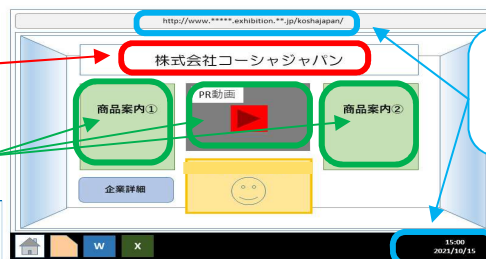 http://www.*****.exhibition.**.jp/koshajapan/
株式会社コーシャジャパン
商品案内①
PR動画
商品案内②
企業詳細
W
X
15:00
2021/10/15